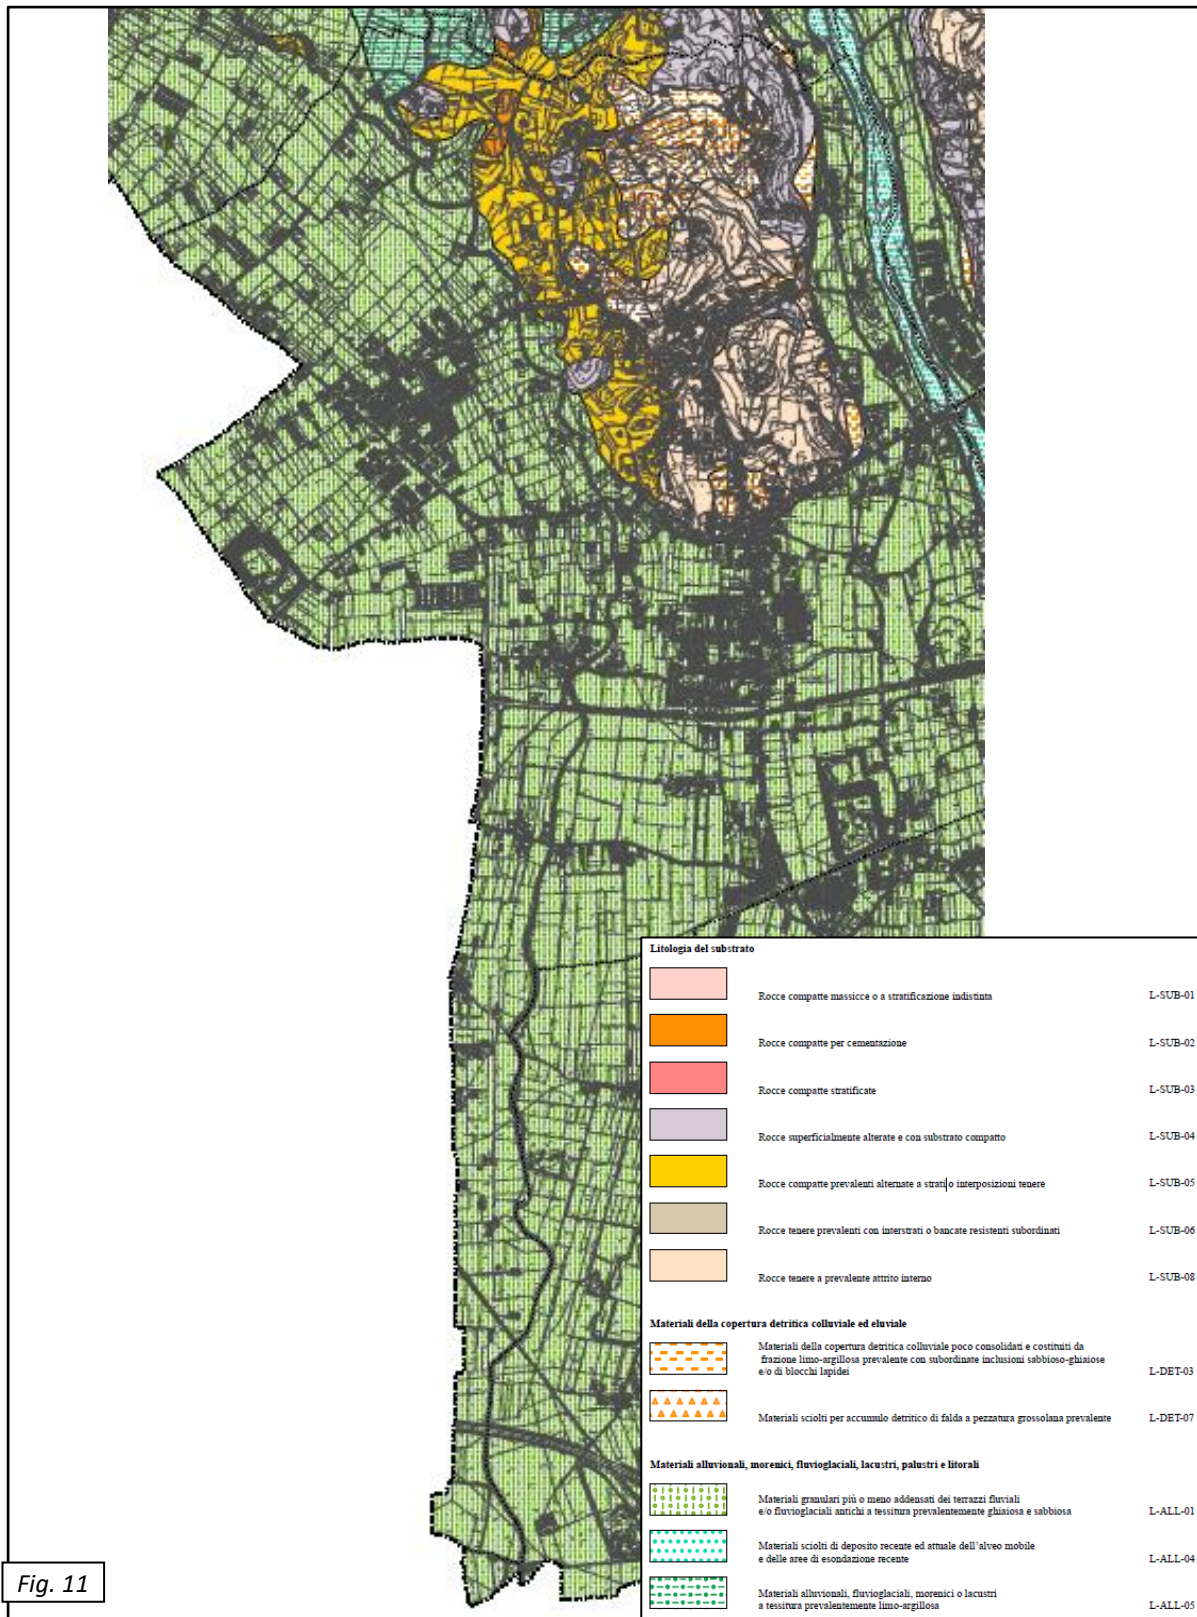 Litologia del substrato
Rocce compatte massicce o a stratificazione indistinta L-SUB-01
Rocce compatte per cementazione L-SUB-02
Rocce compatte stratificate L-SUB-03
Rocce superficialmente alterate e con substrato compatto L-SUB-04
Rocce compatte prevalenti alternate a strati o interposizioni tenere L-SUB-05
Rocce tenere prevalenti con interstrati o bancate resistenti subordinati L-SUB-06
Rocce tenere a prevalente attrito interno L-SUB-08
Materiali della copertura detritica colluviale ed eluviale
Materiali della copertura detritica colluviale poco consolidati e costituiti da
frazione limo-argillosa prevalente con subordinate inclusioni sabbioso-ghiaiose
e/o di blocchi lapidei L-DET-03
Materiali sciolti per accumulo detritico di falda a pezzatura grossolana prevalente L-DET-07
Materiali alluvionali, morenici, fluvioglaciali, lacustri, palustri e litorali
Materiali granulari più o meno addensati dei terrazzi fluviali
e/o fluvioglaciali antichi a tessitura prevalentemente ghiaiosa e sabbiosa L-ALL-01
Materiali sciolti di deposito recente ed attuale dell'alveo mobile
e delle aree di esondazione recente L-ALL-04
Materiali alluvionali, fluvioglaciali, morenici o lacustri
a tessitura prevalentemente limo-argillosa L-ALL-05
Fig. 11